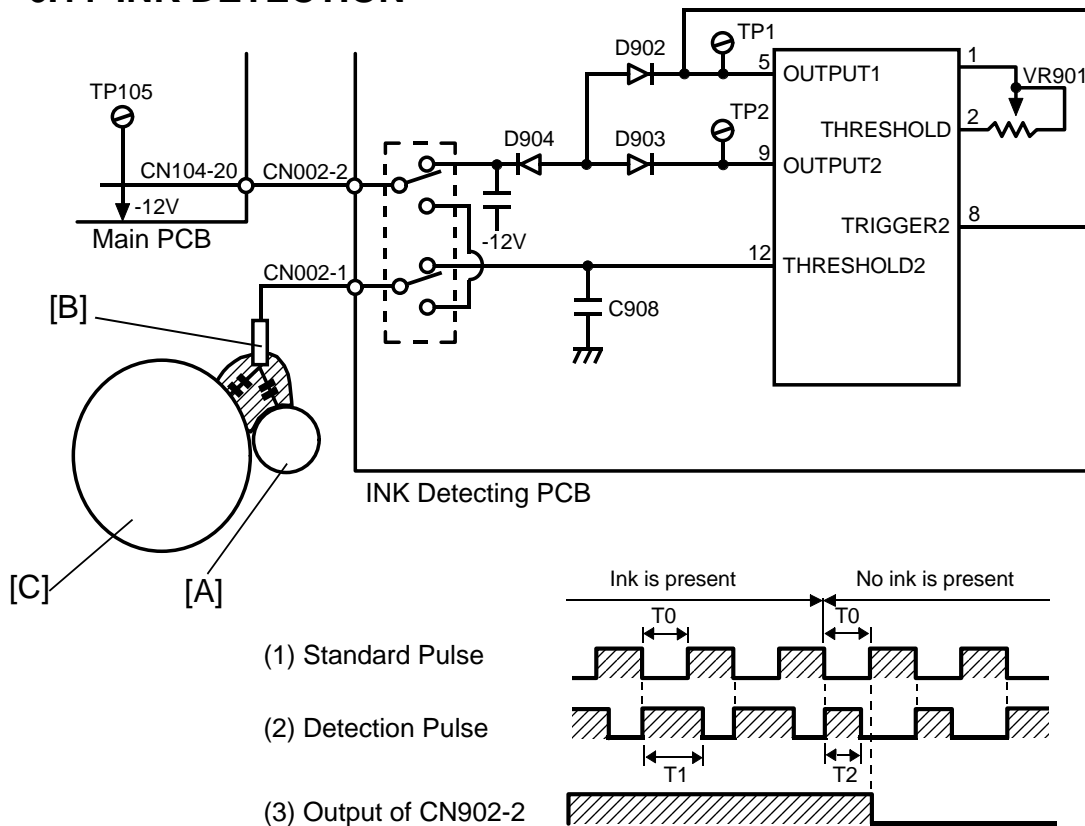 TP1
D902
5
OUTPUT1
1
VR901
TP105
TP2
THRESHOLD
2
D904
D903
9
OUTPUT2
CN104-20
CN002-2
-12V
Main PCB
-12V
TRIGGER2
8
CN002-1
12
THRESHOLD2
[B]
C908
INK Detecting PCB
[C]
[A]
Ink is present
No ink is present
T0
T0
(1) Standard Pulse
(2) Detection Pulse
T1
T2
(3) Output of CN902-2